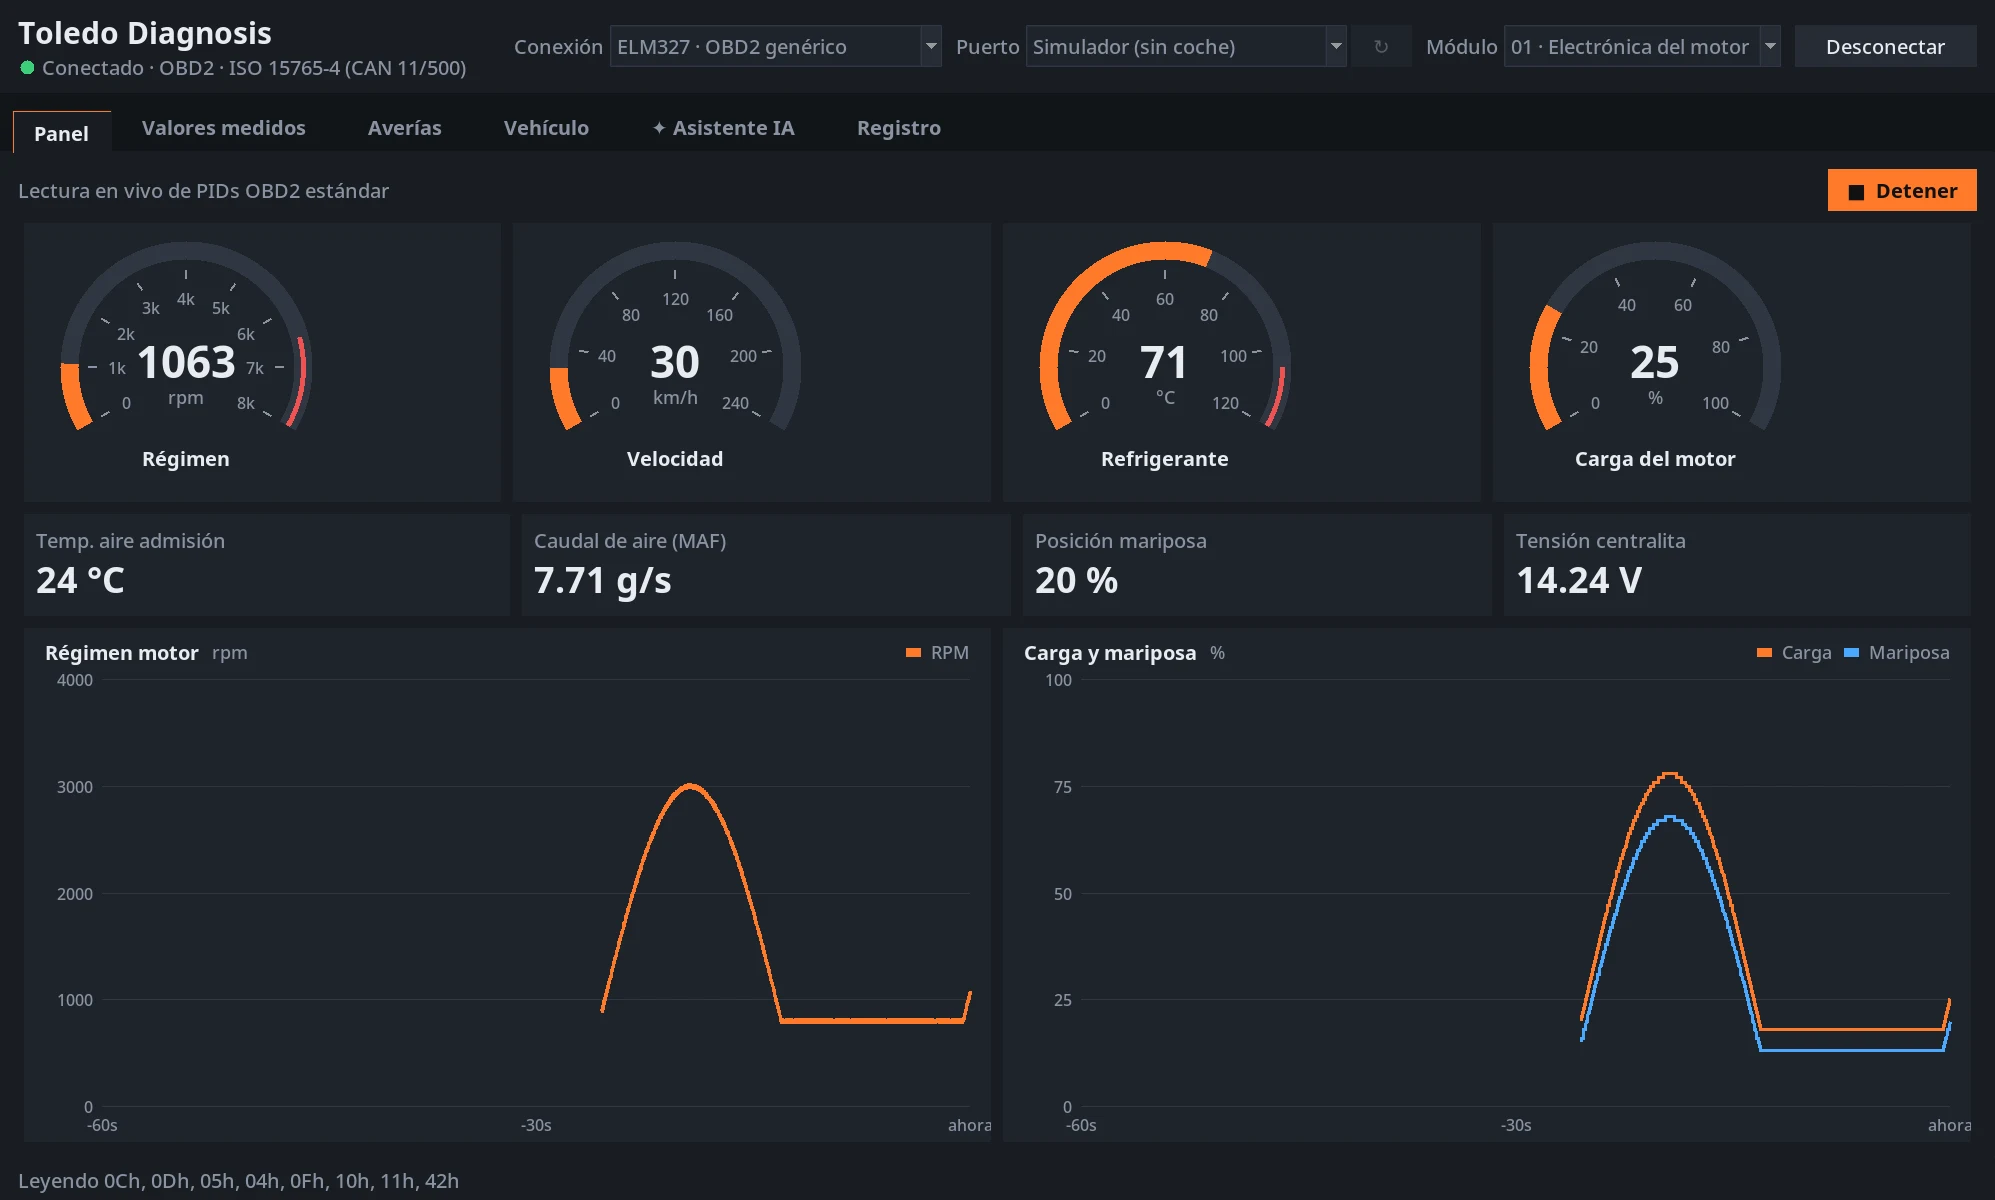 Toledo Diagnosis
Conectado · OBD2 · ISO 15765-4 (CAN 11/500)
Conexión ELM327 · OBD2 genérico Puerto Simulador (sin coche) ↻ Módulo 01 · Electrónica del motor Desconectar
Panel Valores medidos Averías Vehículo ✦ Asistente IA Registro
Lectura en vivo de PIDs OBD2 estándar
■ Detener
0 1k 2k 3k 4k 5k 6k 7k 8k
1063
rpm
Régimen
0 40 80 120 160 200 240
30
km/h
Velocidad
0 20 40 60 80 100 120
71
°C
Refrigerante
0 20 40 60 80 100
25
%
Carga del motor
Temp. aire admisión
24 °C
Caudal de aire (MAF)
7.71 g/s
Posición mariposa
20 %
Tensión centralita
14.24 V
Régimen motor rpm
RPM
4000
3000
2000
1000
0
-60s -30s ahora
Carga y mariposa %
Carga Mariposa
100
75
50
25
0
-60s -30s ahora
Leyendo 0Ch, 0Dh, 05h, 04h, 0Fh, 10h, 11h, 42h